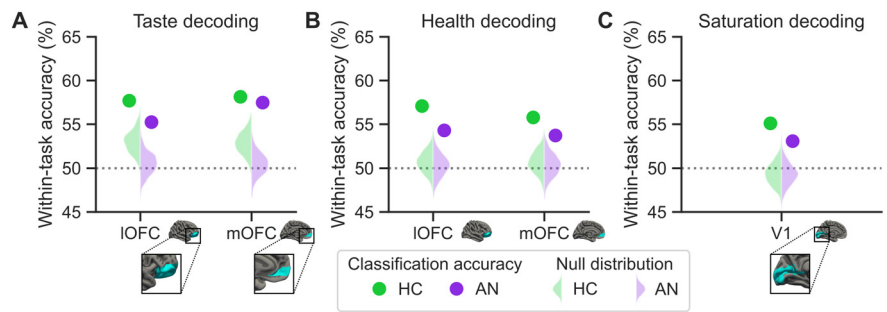 A
Taste decoding
Within-task accuracy (%)
65
60
55
50
45
lOFC
mOFC
B
Health decoding
Within-task accuracy (%)
65
60
55
50
45
lOFC
mOFC
C
Saturation decoding
Within-task accuracy (%)
65
60
55
50
45
V1
Classification accuracy
HC
AN
Null distribution
HC
AN